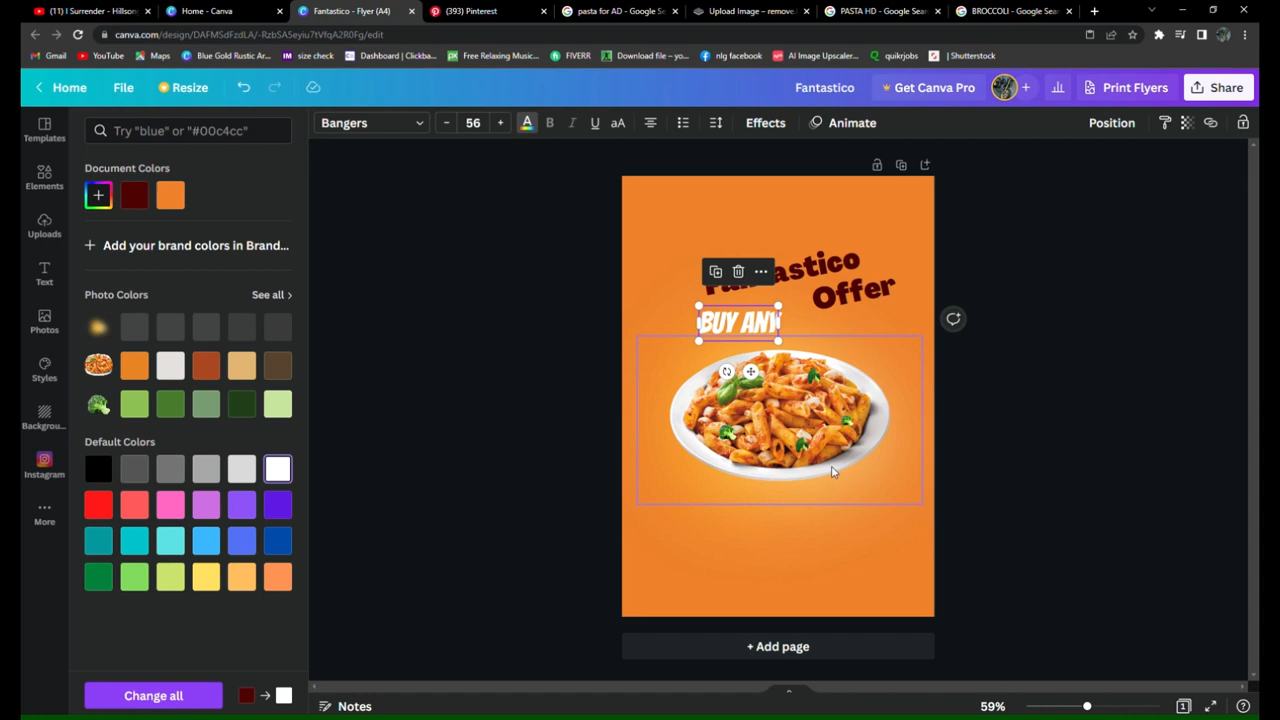 (11) I Surrender - Hillson
Home - Canva
Fantastico - Flyer (A4)
(393) Pinterest
pasta for AD - Google Se
Upload Image – remove.
PASTA HD - Google Sear
BROCCOLI - Google Sear
canva.com/design/DAFMSdFzdLA/-RzbSA5eyiu7tVfqA2R0Fg/edit
Gmail
YouTube
Maps
Blue Gold Rustic Ar...
size check
Dashboard | Clickba...
Free Relaxing Music...
FIVERR
Download file – yo...
nlg facebook
AI Image Upscaler...
quikrjobs
| Shutterstock
Home
File
Resize
Fantastico
Get Canva Pro
Print Flyers
Share
Templates
Elements
Uploads
Text
Photos
Styles
Backgrou...
Instagram
More
Try "blue" or "#00c4cc"
Document Colors
Add your brand colors in Brand...
Photo Colors
See all
Default Colors
Change all
Bangers
- 56 +
A B I U aA
Effects
Animate
Position
Fantastico
Offer
BUY ANY
+ Add page
Notes
59%
1